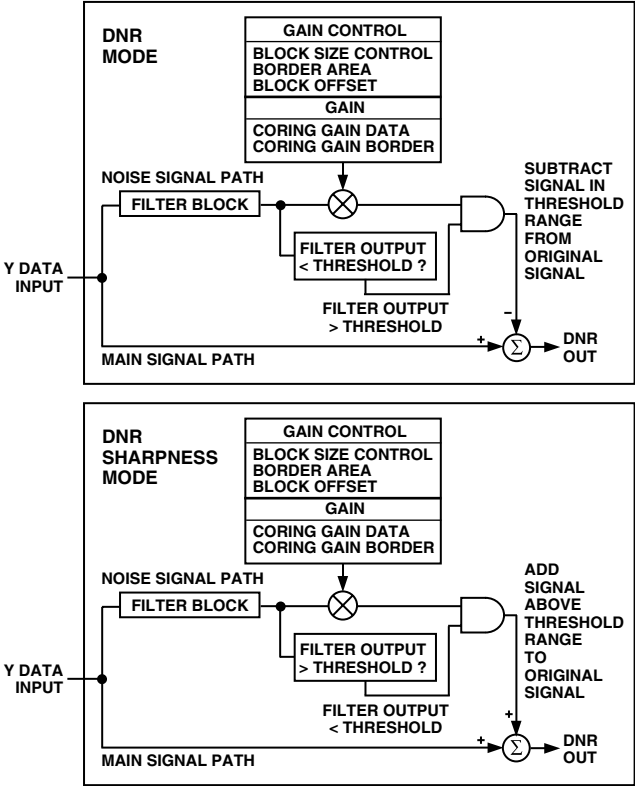 DNR
MODE
GAIN CONTROL
BLOCK SIZE CONTROL
BORDER AREA
BLOCK OFFSET
GAIN
CORING GAIN DATA
CORING GAIN BORDER
NOISE SIGNAL PATH
FILTER BLOCK
FILTER OUTPUT
< THRESHOLD ?
FILTER OUTPUT
> THRESHOLD
SUBTRACT
SIGNAL IN
THRESHOLD
RANGE
FROM
ORIGINAL
SIGNAL
Y DATA
INPUT
–
+
Σ
DNR
OUT
MAIN SIGNAL PATH
DNR
SHARPNESS
MODE
GAIN CONTROL
BLOCK SIZE CONTROL
BORDER AREA
BLOCK OFFSET
GAIN
CORING GAIN DATA
CORING GAIN BORDER
NOISE SIGNAL PATH
FILTER BLOCK
FILTER OUTPUT
> THRESHOLD ?
FILTER OUTPUT
< THRESHOLD
ADD
SIGNAL
ABOVE
THRESHOLD
RANGE
TO
ORIGINAL
SIGNAL
Y DATA
INPUT
+
+
Σ
DNR
OUT
MAIN SIGNAL PATH